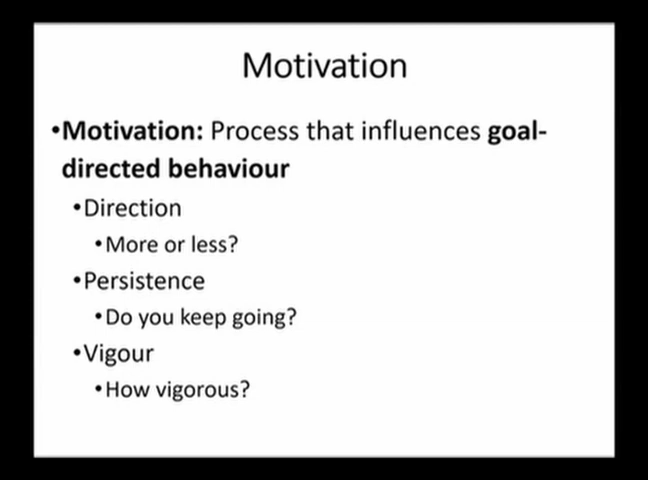 Motivation
•Motivation: Process that influences goal-
directed behaviour
•Direction
•More or less?
•Persistence
•Do you keep going?
•Vigour
•How vigorous?